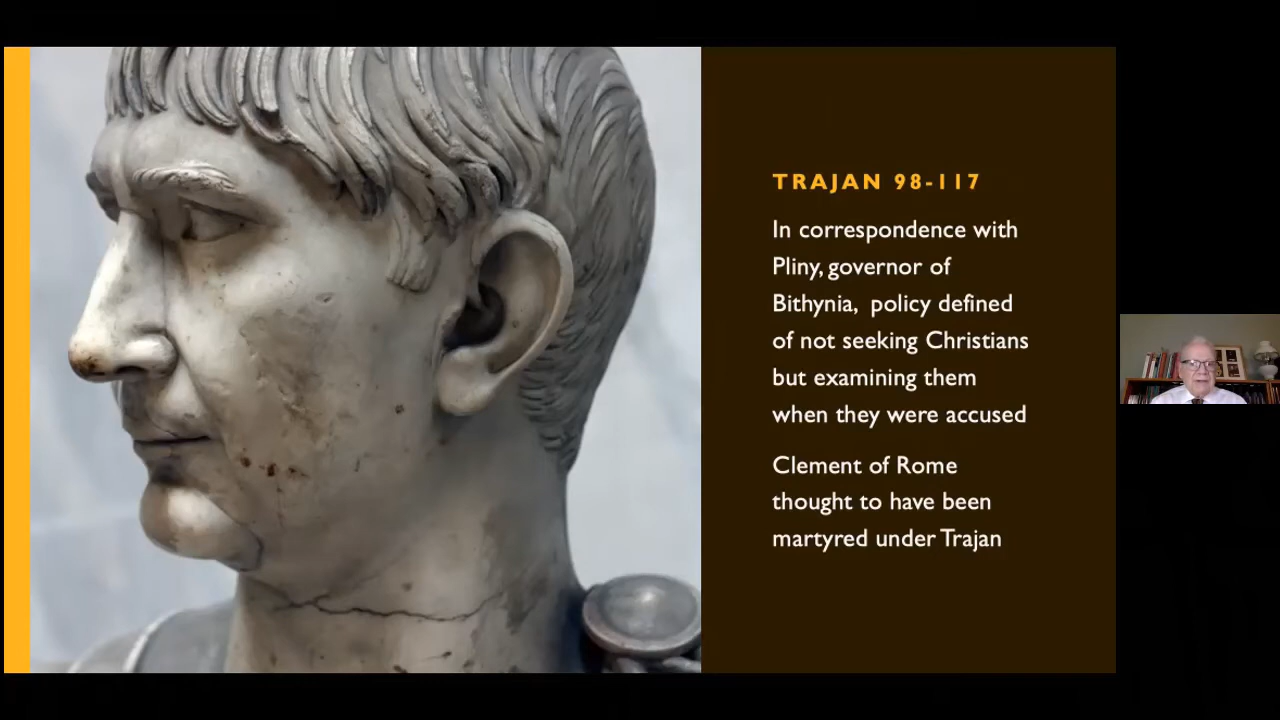 TRAJAN 98-117
In correspondence with
Pliny, governor of
Bithynia, policy defined
of not seeking Christians
but examining them
when they were accused
Clement of Rome
thought to have been
martyred under Trajan